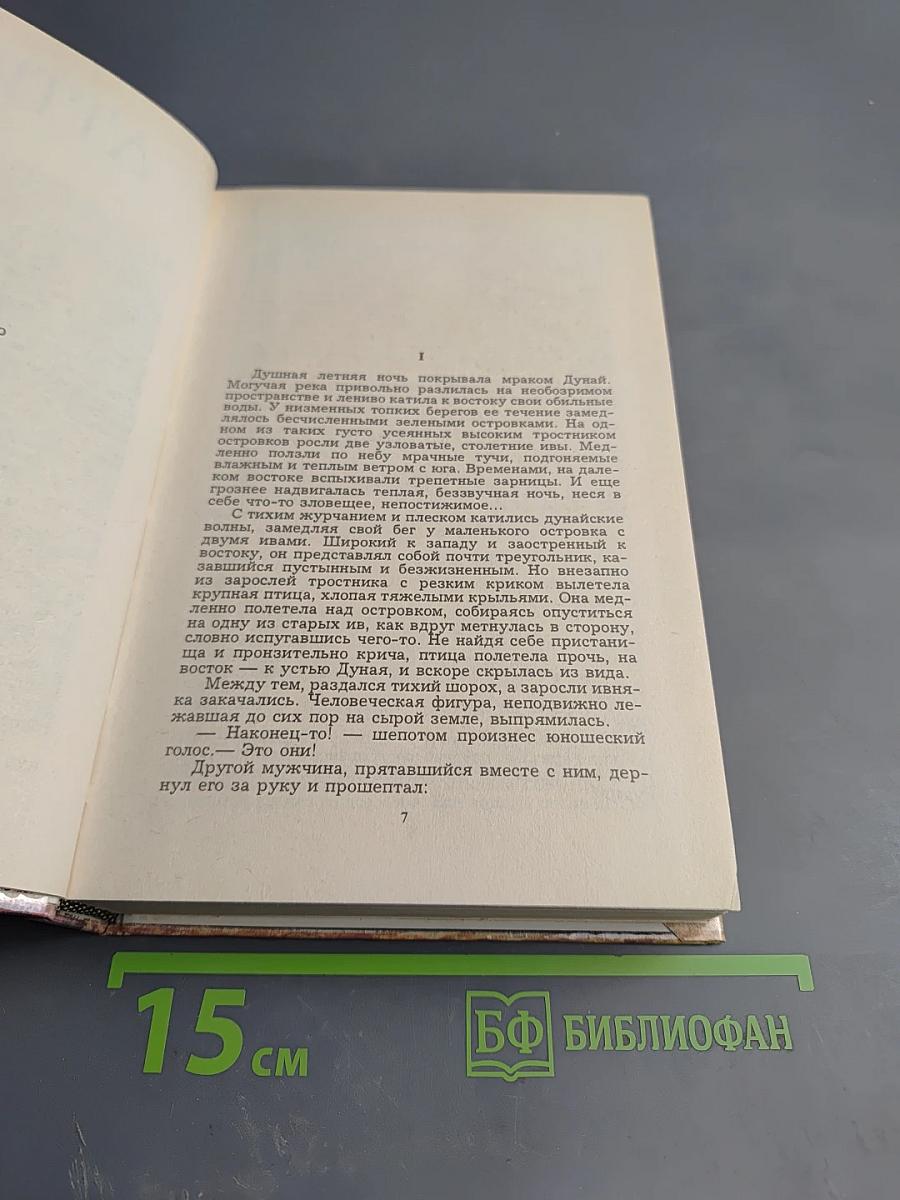 I
Душная летняя ночь покрывала мраком Дунай.
Могучая река привольно разлилась на необозримом
пространстве и лениво катила к востоку свои обильные
воды. У низменных топких берегов ее течение замед-
лялось бесчисленными зелеными островками. На од-
ном из таких густо усеянных высоким тростником
островков росли две узловатые, столетние ивы. Мед-
ленно ползли по небу мрачные тучи, подгоняемые
влажным и теплым ветром с юга. Временами, на дале-
ком востоке вспыхивали трепетные зарницы. И еще
грознее надвигалась теплая, беззвучная ночь, неся в
себе что-то зловещее, непостижимое...
С тихим журчанием и плеском катились дунайские
волны, замедляя свой бег у маленького островка с
двумя ивами. Широкий к западу и заостренный к
востоку, он представлял собой почти треугольник, ка-
завшийся пустынным и безжизненным. Но внезапно
из зарослей тростника с резким криком вылетела
крупная птица, хлопая тяжелыми крыльями. Она мед-
ленно полетела над островком, собираясь опуститься
на одну из старых ив, как вдруг метнулась в сторону,
словно испугавшись чего-то. Не найдя себе пристани-
ща и пронзительно крича, птица полетела прочь, на
восток — к устью Дуная, и вскоре скрылась из вида.
Между тем, раздался тихий шорох, а заросли ивня-
ка закачались. Человеческая фигура, неподвижно ле-
жавшая до сих пор на сырой земле, выпрямилась.
— Наконец-то! — шепотом произнес юношеский
голос.— Это они!
Другой мужчина, прятавшийся вместе с ним, дер-
нул его за руку и прошептал:
7
15 см
БФ БИБЛИОФАН